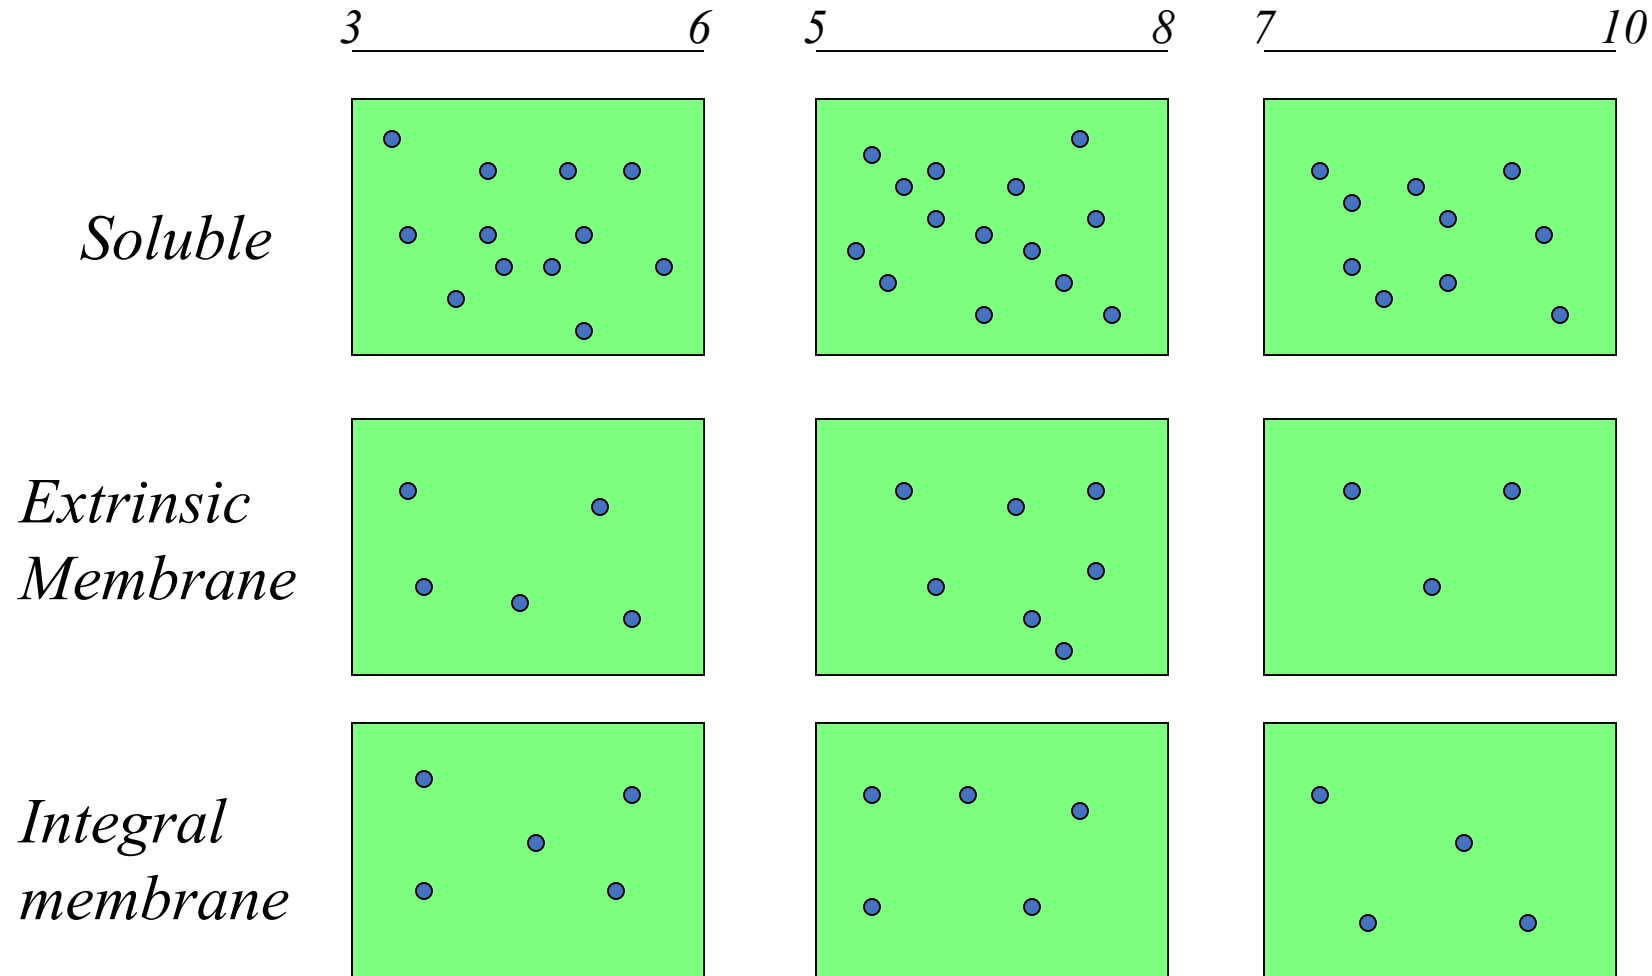 3 6 5 8 7 10
Soluble
Extrinsic
Membrane
Integral
membrane